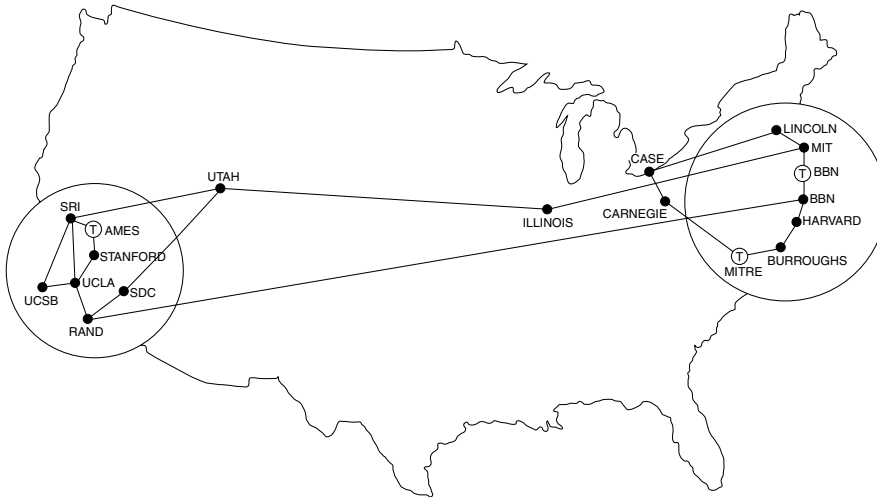 LINCOLN
MIT
CASE
T BBN
UTAH
SRI
BBN
CARNEGIE
ILLINOIS
HARVARD
T AMES
STANFORD
T
BURROUGHS
MITRE
UCLA
SDC
UCSB
RAND